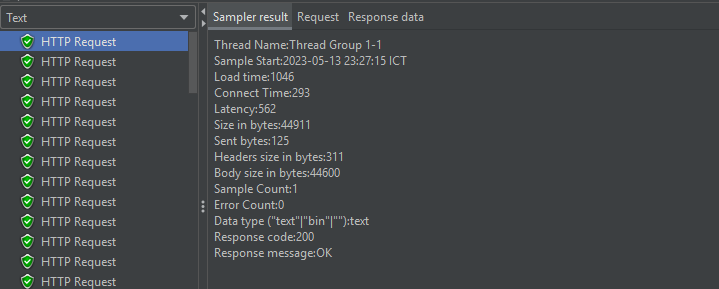 Text
HTTP Request
HTTP Request
HTTP Request
HTTP Request
HTTP Request
HTTP Request
HTTP Request
HTTP Request
HTTP Request
HTTP Request
HTTP Request
HTTP Request
HTTP Request
Sampler result Request Response data
Thread Name:Thread Group 1-1
Sample Start:2023-05-13 23:27:15 ICT
Load time:1046
Connect Time:293
Latency:562
Size in bytes:44911
Sent bytes:125
Headers size in bytes:311
Body size in bytes:44600
Sample Count:1
Error Count:0
Data type ("text"|"bin"|""):text
Response code:200
Response message:OK